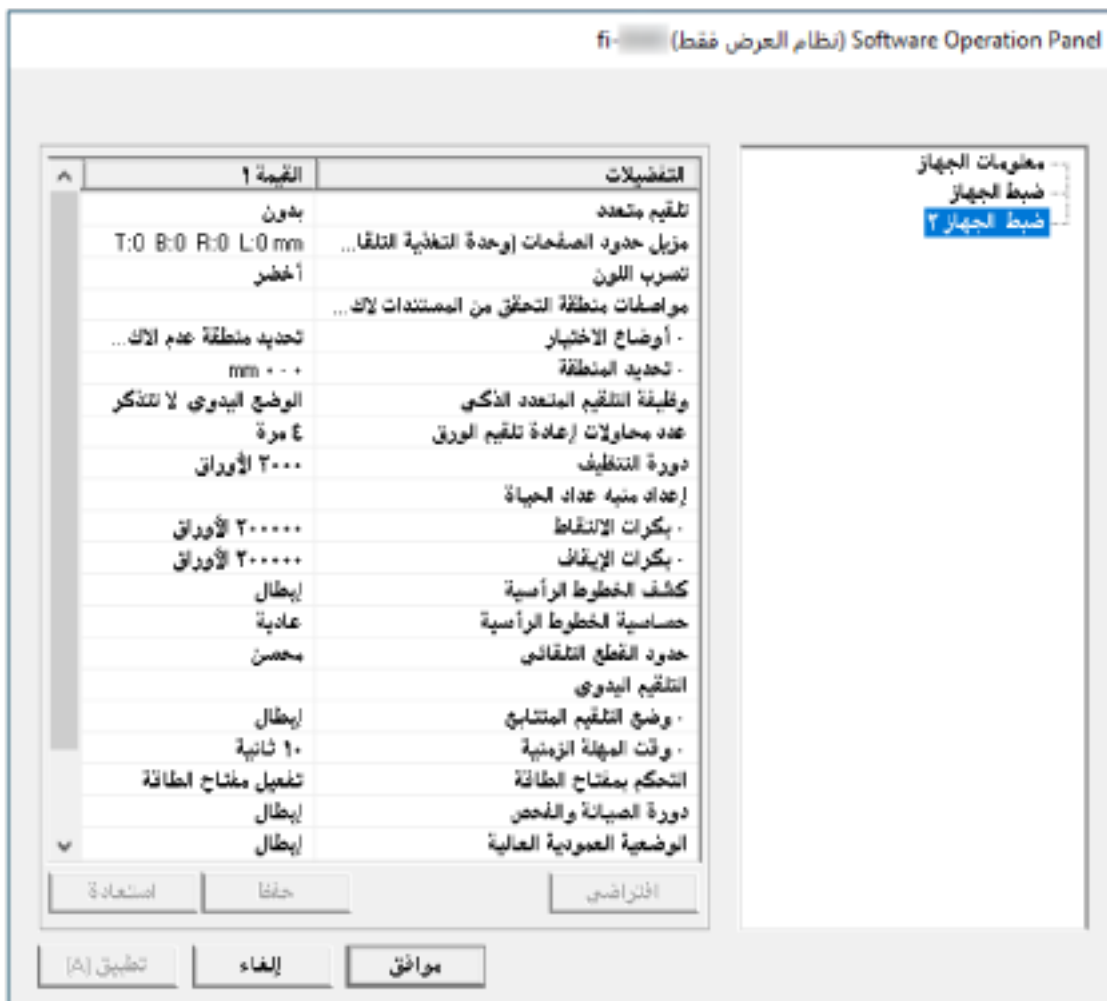 Software Operation Panel (نظام العرض فقط) fi-
معلومات الجهاز
ضبط الجهاز
ضبط الجهاز ٢
التفضيلات القيمة ١
تلقيم متعدد بدون
مزيل حدود الصفحات (وحدة التغذية التلقا... T:0 B:0 R:0 L:0 mm
تسرب اللون أخضر
مواصفات منطقة التحقق من المستندات لاك...
· أوضاع الاختيار تحديد منطقة عدم الاك...
· تحديد المنطقة ٠ - ٠ mm
وظيفة التلقيم المتعدد الذكي الوضع اليدوي لا تتذكر
عدد محاولات إعادة تلقيم الورق ٤ مرة
دورة التنظيف ٢٠٠٠ الأوراق
إعداد منبه عداد الحياة
· بكرات الالتقاط ٢٠٠٠٠٠ الأوراق
· بكرات الإيقاف ٢٠٠٠٠٠ الأوراق
كشف الخطوط الرأسية إبطال
حساسية الخطوط الرأسية عادية
حدود القطع التلقائي محسن
التلقيم اليدوي
· وضع التلقيم المتتابع إبطال
· وقت المهلة الزمنية ١٠ ثانية
التحكم بمفتاح الطاقة تفعيل مفتاح الطاقة
دورة الصيانة والفحص إبطال
الوضعية العمودية العالية إبطال
افتراضي حفظ استعادة
موافق إلغاء تطبيق (A)